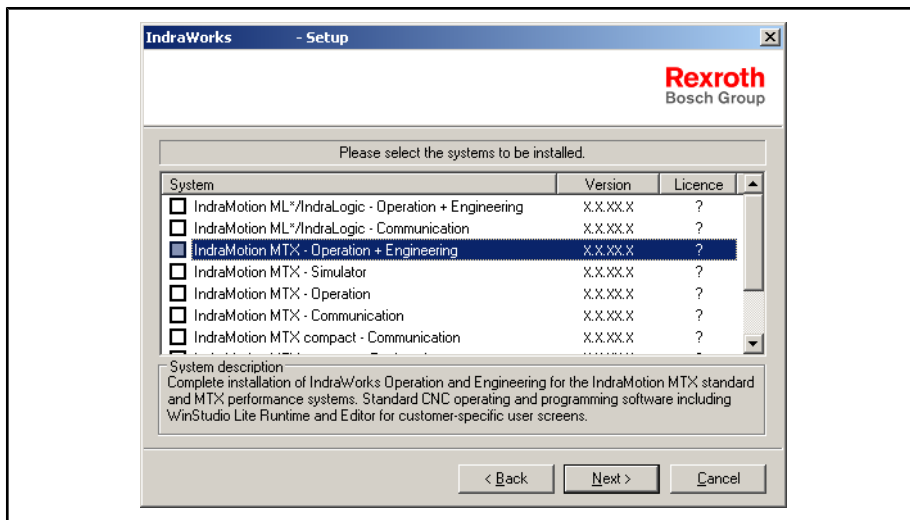 IndraWorks - Setup
Rexroth
Bosch Group
Please select the systems to be installed.
System Version Licence
IndraMotion ML*/IndraLogic - Operation + Engineering X.X.XX.X ?
IndraMotion ML*/IndraLogic - Communication X.X.XX.X ?
IndraMotion MTX - Operation + Engineering X.X.XX.X ?
IndraMotion MTX - Simulator X.X.XX.X ?
IndraMotion MTX - Operation X.X.XX.X ?
IndraMotion MTX - Communication X.X.XX.X ?
IndraMotion MTX compact - Communication X.X.XX.X ?
System description
Complete installation of IndraWorks Operation and Engineering for the IndraMotion MTX standard
and MTX performance systems. Standard CNC operating and programming software including
WinStudio Lite Runtime and Editor for customer-specific user screens.
< Back Next > Cancel